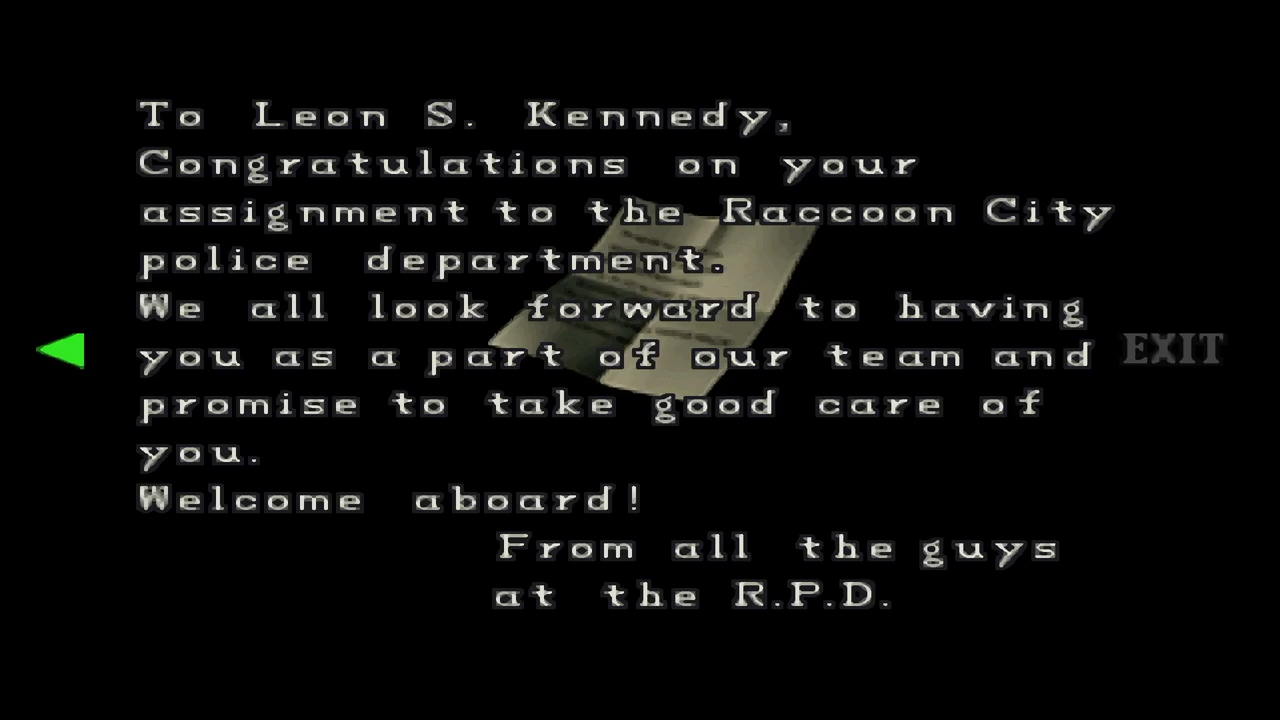 To Leon S. Kennedy,
Congratulations on your
assignment to the Raccoon City
police department.
We all look forward to having
you as a part of our team and
EXIT
promise to take good care of
you.
Welcome aboard!
From all the guys
at the R.P.D.